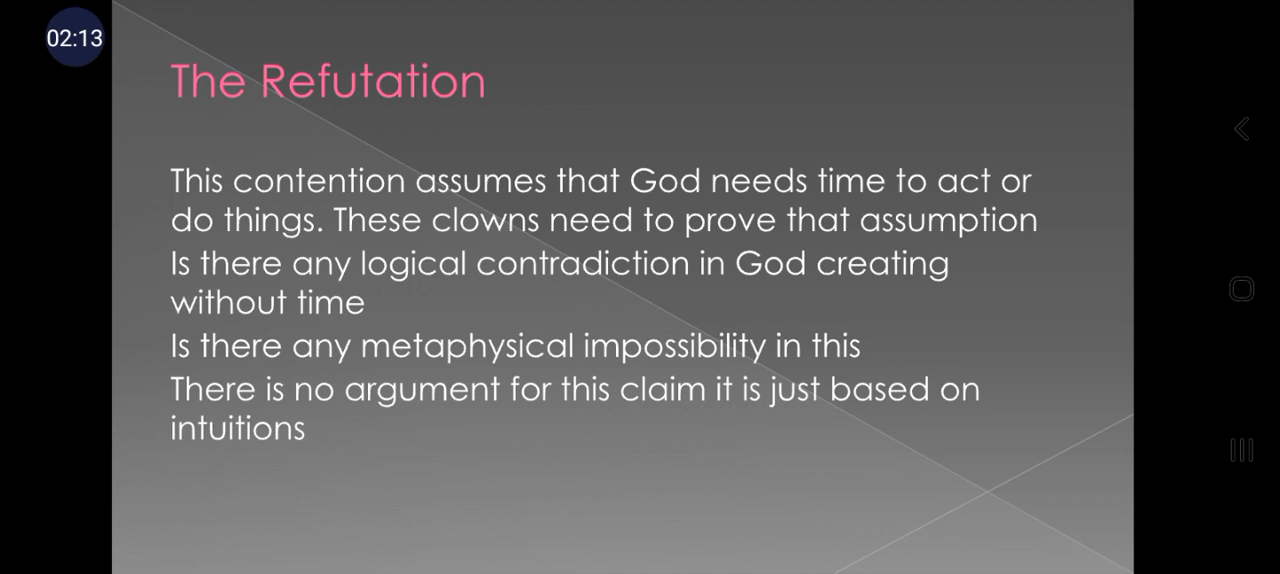 02:13
The Refutation
This contention assumes that God needs time to act or
do things. These clowns need to prove that assumption
Is there any logical contradiction in God creating
without time
Is there any metaphysical impossibility in this
There is no argument for this claim it is just based on
intuitions